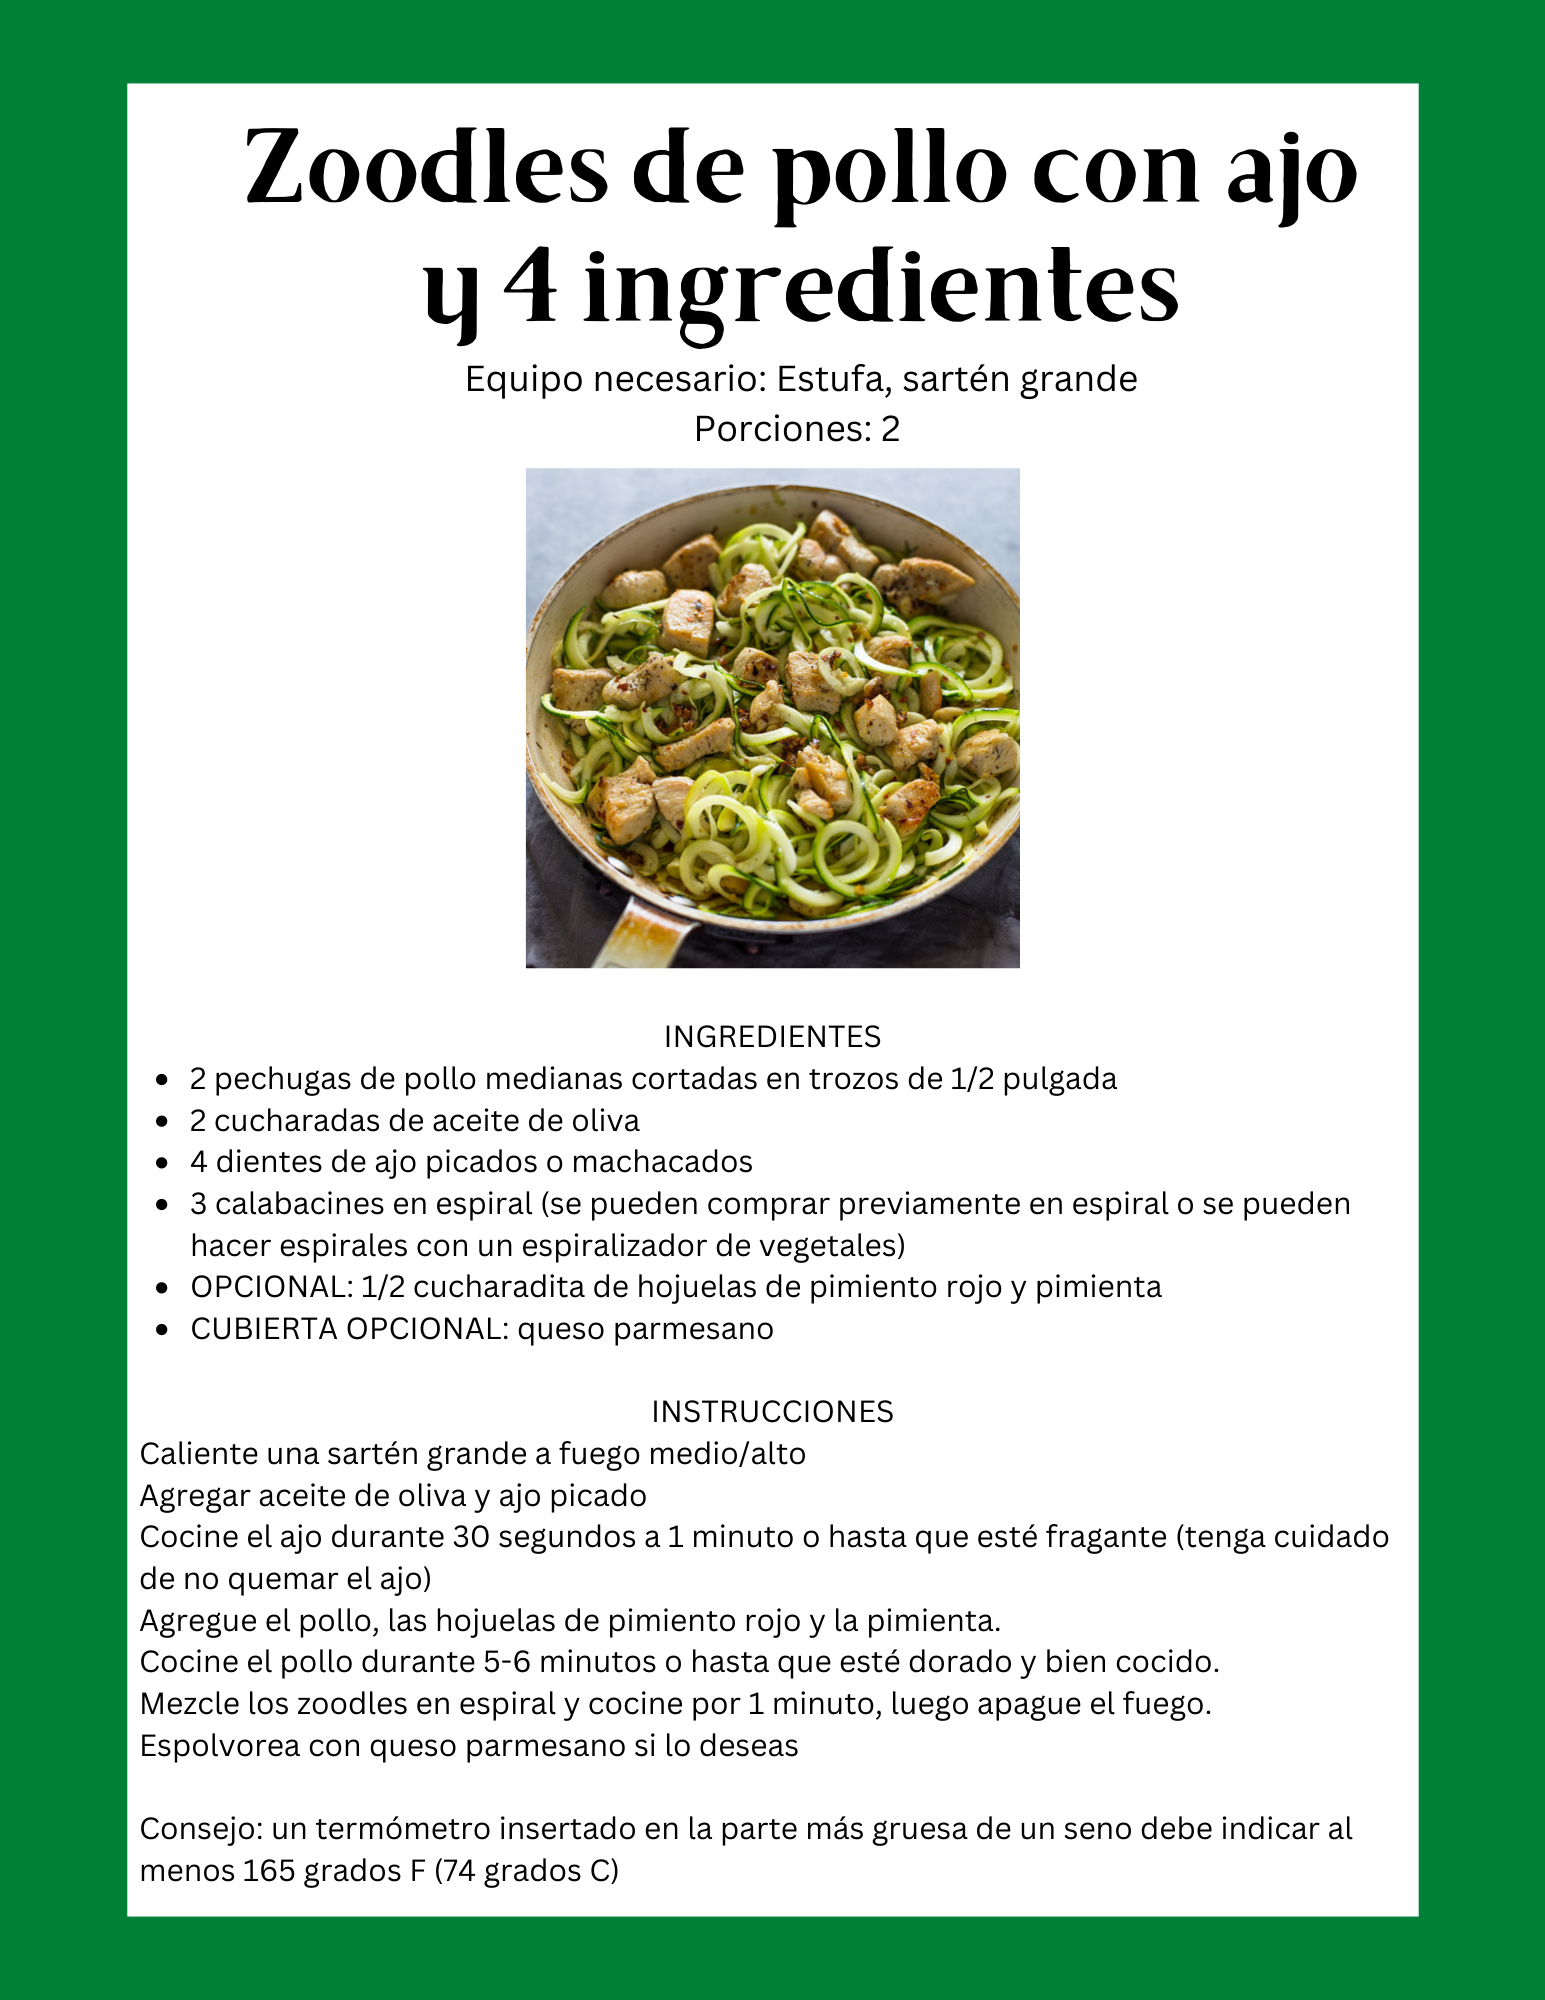 Zoodles de pollo con ajo
y 4 ingredientes
Equipo necesario: Estufa, sartén grande
Porciones: 2
INGREDIENTES
• 2 pechugas de pollo medianas cortadas en trozos de 1/2 pulgada
• 2 cucharadas de aceite de oliva
• 4 dientes de ajo picados o machacados
• 3 calabacines en espiral (se pueden comprar previamente en espiral o se pueden
hacer espirales con un espiralizador de vegetales)
• OPCIONAL: 1/2 cucharadita de hojuelas de pimiento rojo y pimienta
• CUBIERTA OPCIONAL: queso parmesano
INSTRUCCIONES
Caliente una sartén grande a fuego medio/alto
Agregar aceite de oliva y ajo picado
Cocine el ajo durante 30 segundos a 1 minuto o hasta que esté fragante (tenga cuidado
de no quemar el ajo)
Agregue el pollo, las hojuelas de pimiento rojo y la pimienta.
Cocine el pollo durante 5-6 minutos o hasta que esté dorado y bien cocido.
Mezcle los zoodles en espiral y cocine por 1 minuto, luego apague el fuego.
Espolvorea con queso parmesano si lo deseas
Consejo: un termómetro insertado en la parte más gruesa de un seno debe indicar al
menos 165 grados F (74 grados C)